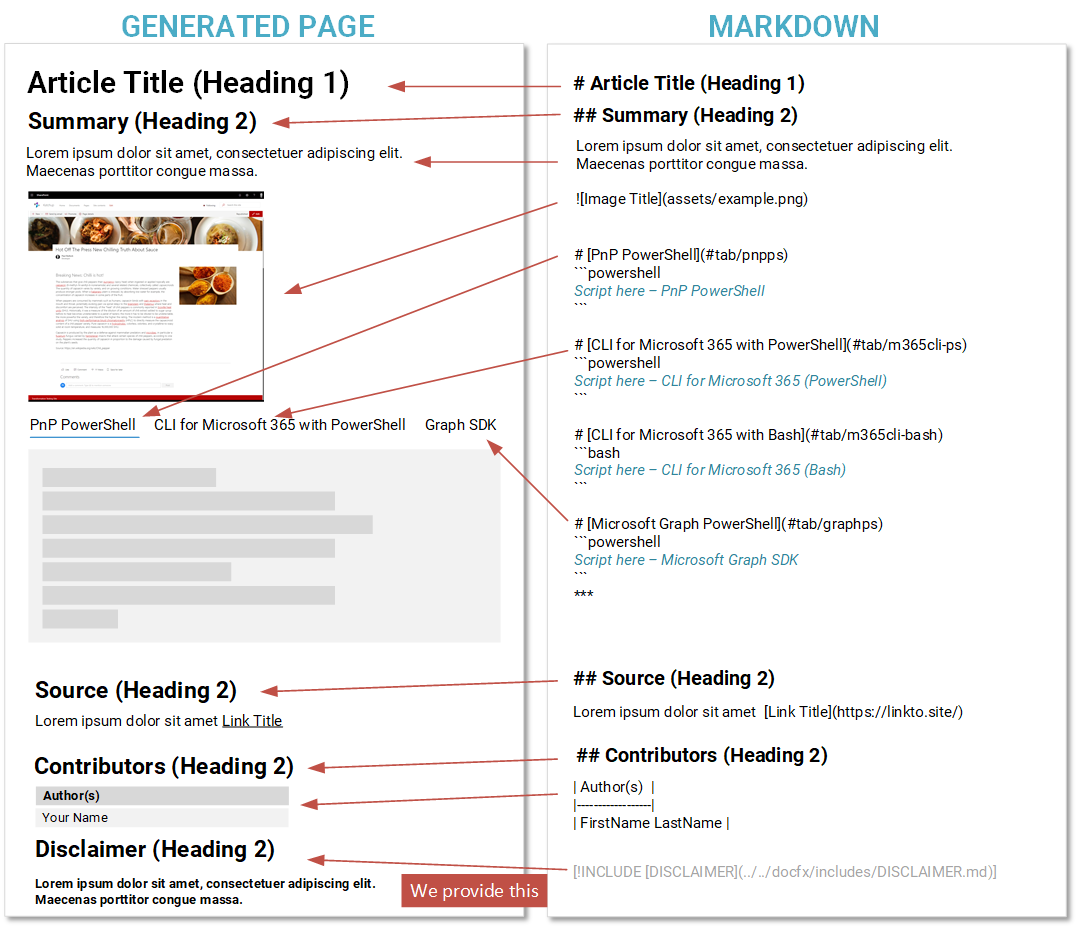 GENERATED PAGE
Article Title (Heading 1)
Summary (Heading 2)
Lorem ipsum dolor sit amet, consectetuer adipiscing elit.
Maecenas porttitor congue massa.
Hot Off The Press New Chilling Truth About Sauce
Breaking News: Chili is hot!
Comments
PnP PowerShell
CLI for Microsoft 365 with PowerShell
Graph SDK
Source (Heading 2)
Lorem ipsum dolor sit amet Link Title
Contributors (Heading 2)
Author(s)
Your Name
Disclaimer (Heading 2)
Lorem ipsum dolor sit amet, consectetuer adipiscing elit.
Maecenas porttitor congue massa.
We provide this
MARKDOWN
# Article Title (Heading 1)
## Summary (Heading 2)
Lorem ipsum dolor sit amet, consectetuer adipiscing elit.
Maecenas porttitor congue massa.
![Image Title](assets/example.png)
# [PnP PowerShell](#tab/pnpps)
```powershell
Script here – PnP PowerShell
```
# [CLI for Microsoft 365 with PowerShell](#tab/m365cli-ps)
```powershell
Script here – CLI for Microsoft 365 (PowerShell)
```
# [CLI for Microsoft 365 with Bash](#tab/m365cli-bash)
```bash
Script here – CLI for Microsoft 365 (Bash)
```
# [Microsoft Graph PowerShell](#tab/graphps)
```powershell
Script here – Microsoft Graph SDK
```
***
## Source (Heading 2)
Lorem ipsum dolor sit amet  [Link Title](https://linkto.site/)
## Contributors (Heading 2)
| Author(s)  |
|------------------|
| FirstName LastName |
[!INCLUDE [DISCLAIMER](../../docfx/includes/DISCLAIMER.md)]